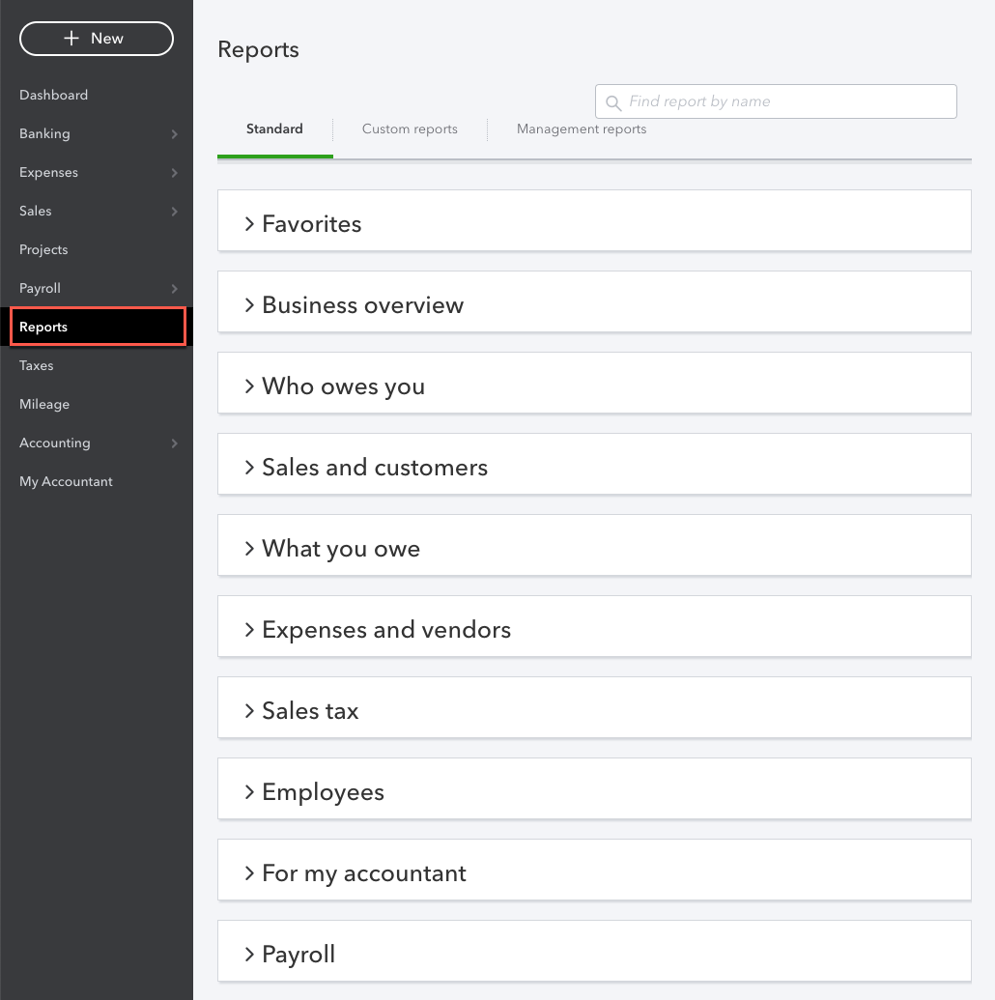 New
Dashboard
Banking
Expenses
Sales
Projects
Payroll
Reports
Taxes
Mileage
Accounting
My Accountant
Reports
Find report by name
Standard
Custom reports
Management reports
Favorites
Business overview
Who owes you
Sales and customers
What you owe
Expenses and vendors
Sales tax
Employees
For my accountant
Payroll